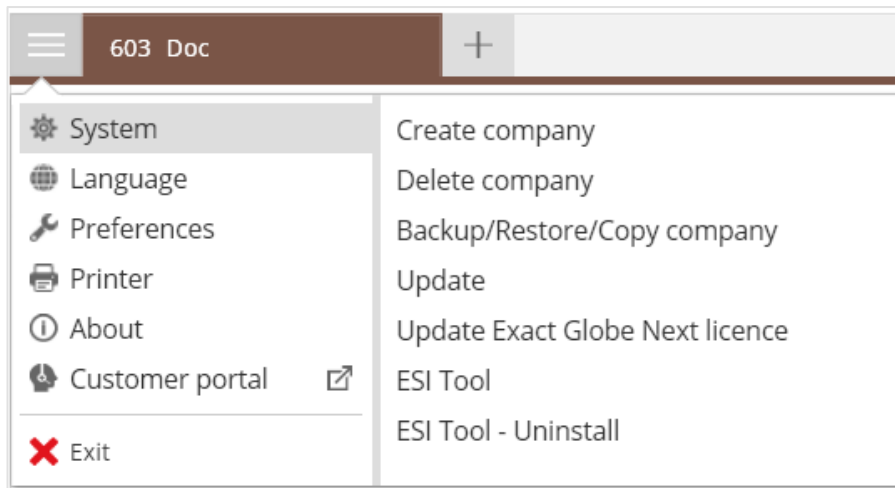 603 Doc
System
Language
Preferences
Printer
About
Customer portal
Exit
Create company
Delete company
Backup/Restore/Copy company
Update
Update Exact Globe Next licence
ESI Tool
ESI Tool - Uninstall